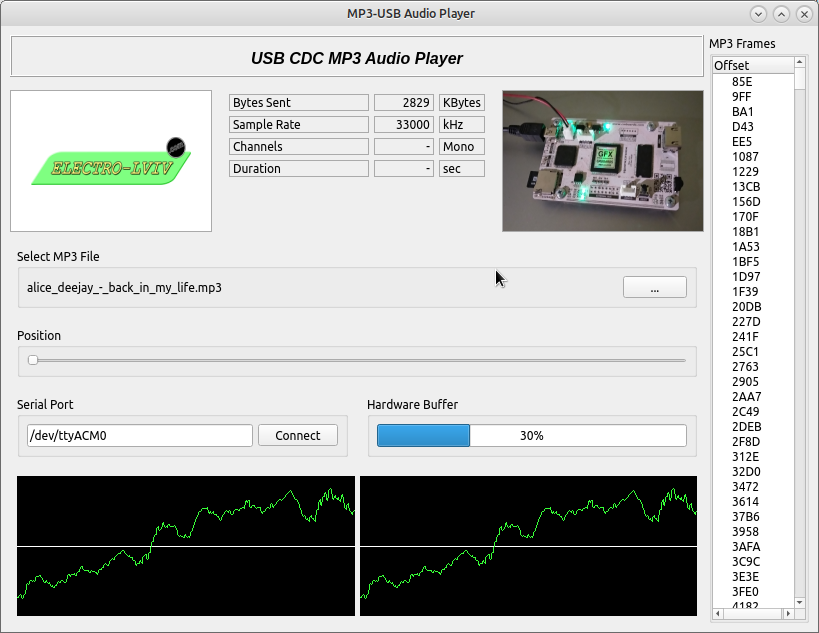 MP3-USB Audio Player
USB CDC MP3 Audio Player
ELECTRO-LVIV
.com
Bytes Sent 2829 KBytes
Sample Rate 33000 kHz
Channels - Mono
Duration - sec
GFX
Select MP3 File
alice_deejay_-_back_in_my_life.mp3
...
Position
Serial Port
/dev/ttyACM0
Connect
Hardware Buffer
30%
MP3 Frames
Offset
85E
9FF
BA1
D43
EE5
1087
1229
13CB
156D
170F
18B1
1A53
1BF5
1D97
1F39
20DB
227D
241F
25C1
2763
2905
2AA7
2C49
2DEB
2F8D
312E
32D0
3472
3614
37B6
3958
3AFA
3C9C
3E3E
3FE0
4182